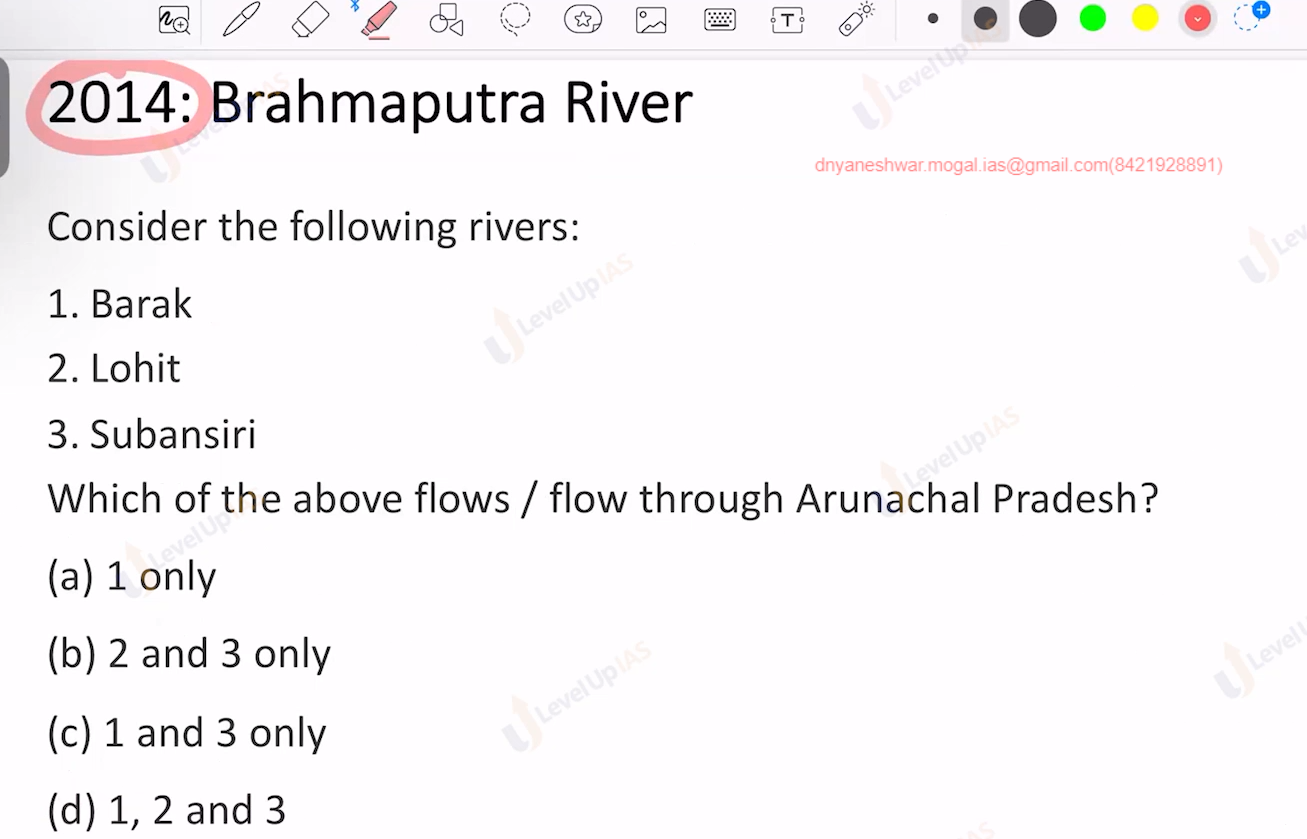 2014: Brahmaputra River
dnyaneshwar.mogal.ias@gmail.com(8421928891)
Consider the following rivers:
1. Barak
2. Lohit
3. Subansiri
Which of the above flows / flow through Arunachal Pradesh?
(a) 1 only
(b) 2 and 3 only
(c) 1 and 3 only
(d) 1, 2 and 3
LevelUpIAS